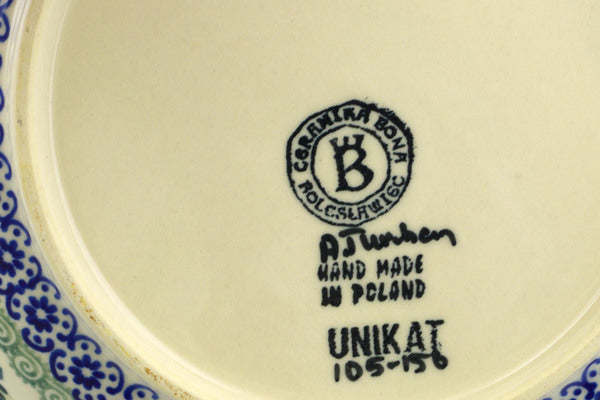 CERAMIKA BONA
B
BOLESŁAWIEC
HAND MADE
IN POLAND
UNIKAT
105-156